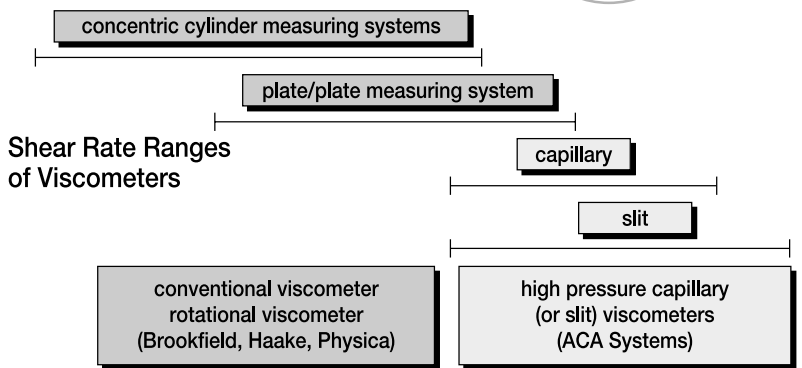 concentric cylinder measuring systems
plate/plate measuring system
Shear Rate Ranges
of Viscometers
capillary
slit
conventional viscometer
rotational viscometer
(Brookfield, Haake, Physica)
high pressure capillary
(or slit) viscometers
(ACA Systems)